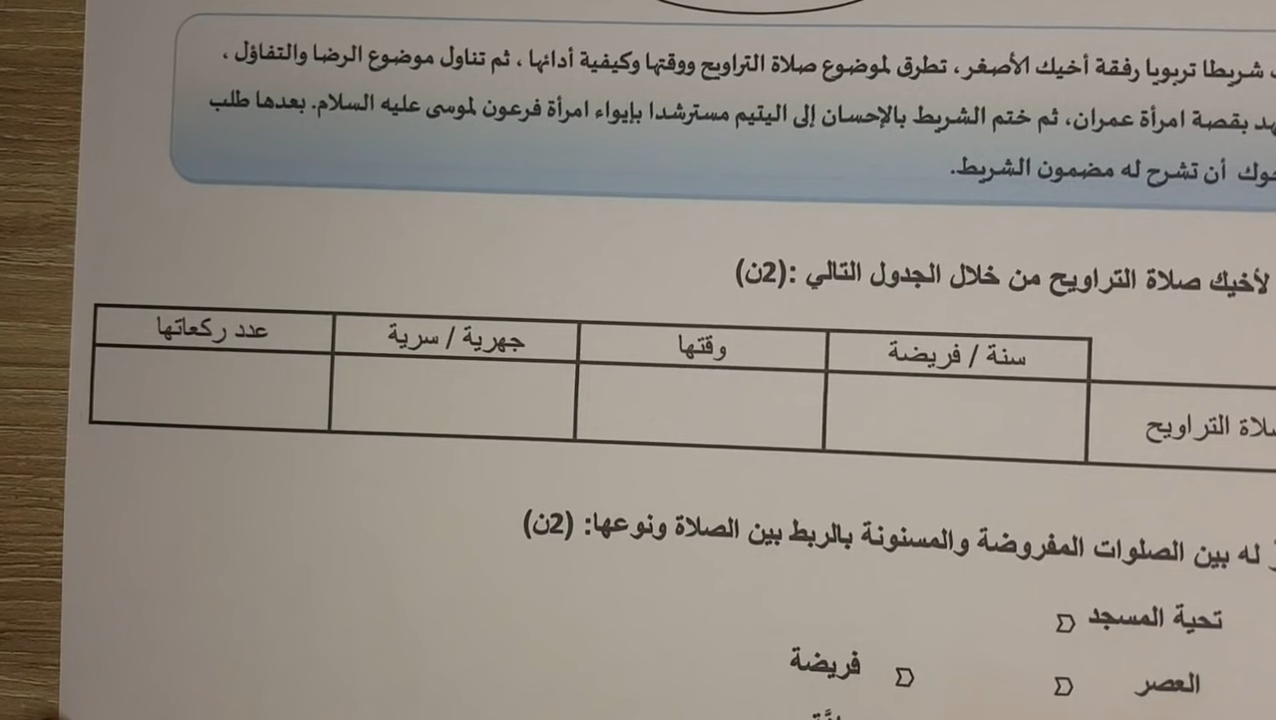 شريطا تربويا رفقة أخيك الأصغر، تطرق لموضوع صلاة التراويح ووقتها وكيفية أدائها، ثم تناول موضوع الرضا والتفاؤل،
بقصة امرأة عمران، ثم ختم الشريط بالإحسان إلى اليتيم مسترشدا بإيواء امرأة فرعون لموسى عليه السلام. بعدها طلب
أن تشرح له مضمون الشريط.
لأخيك صلاة التراويح من خلال الجدول التالي :(2ن)
سنة / فريضة وقتها جهرية / سرية عدد ركعاتها
التراويح
له بين الصلوات المفروضة والمسنونة بالربط بين الصلاة ونوعها: (2ن)
تحية المسجد
العصر فريضة